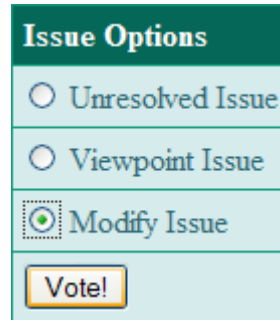 Issue Options
Unresolved Issue
Viewpoint Issue
Modify Issue
Vote!